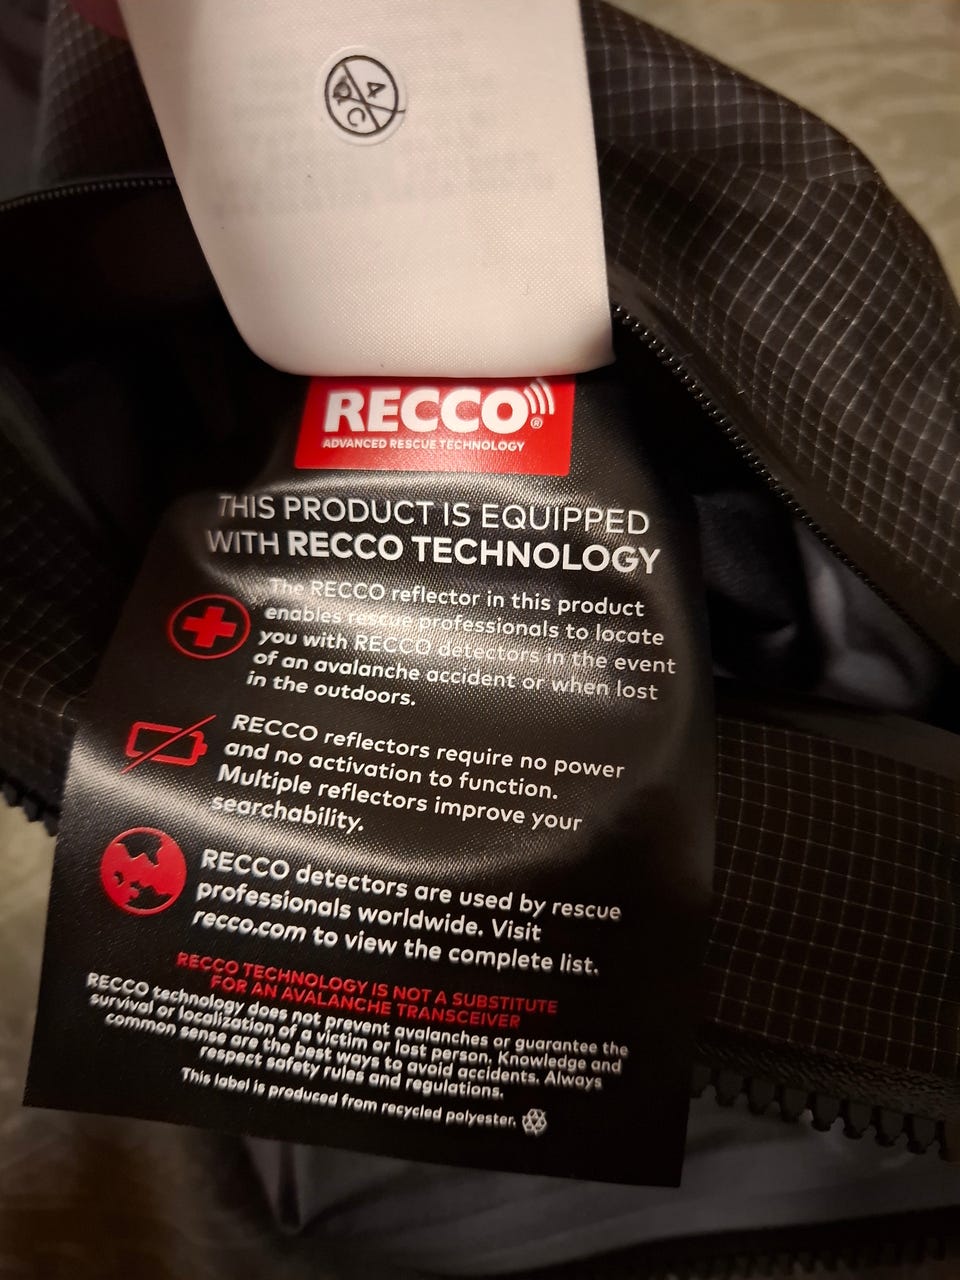 4
QC
RECCO®
ADVANCED RESCUE TECHNOLOGY
THIS PRODUCT IS EQUIPPED
WITH RECCO TECHNOLOGY
The RECCO reflector in this product
enables rescue professionals to locate
you with RECCO detectors in the event
of an avalanche accident or when lost
in the outdoors.
RECCO reflectors require no power
and no activation to function.
Multiple reflectors improve your
searchability.
RECCO detectors are used by rescue
professionals worldwide. Visit
recco.com to view the complete list.
RECCO TECHNOLOGY IS NOT A SUBSTITUTE
FOR AN AVALANCHE TRANSCEIVER
RECCO technology does not prevent avalanches or guarantee the
survival or localization of a victim or lost person. Knowledge and
common sense are the best ways to avoid accidents. Always
respect safety rules and regulations.
This label is produced from recycled polyester.